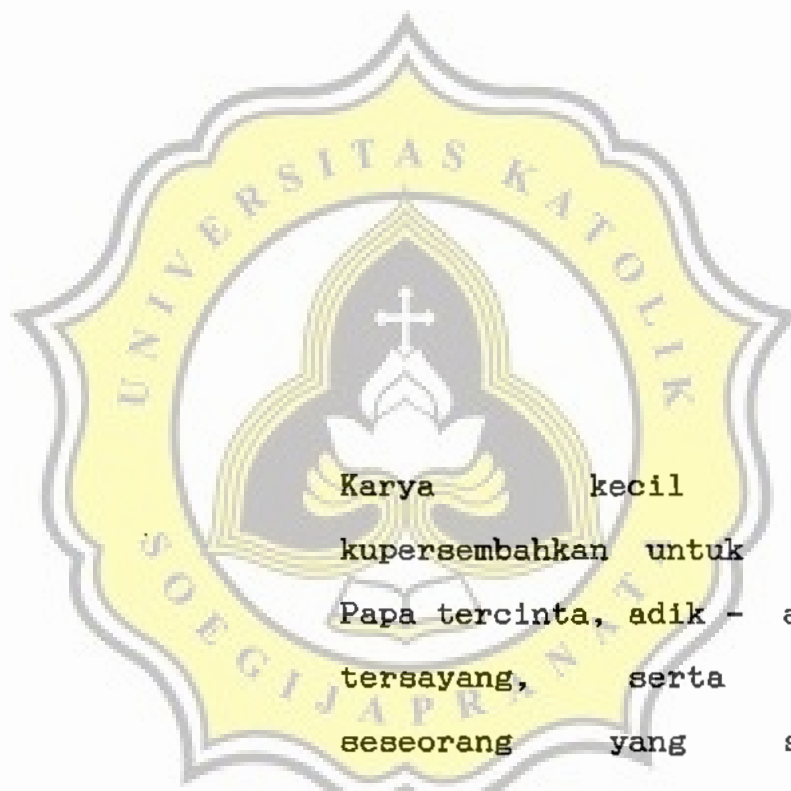 UNIVERSITAS KATOLIK
SOEGIJAPRANATA
Karya kecil
kupersembahkan untuk
Papa tercinta, adik - a
tersayang, serta
seseorang yang s